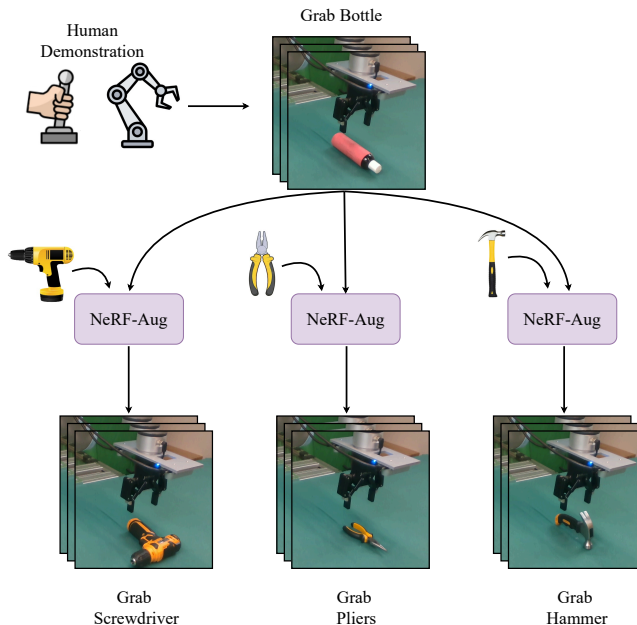 Grab Bottle
Human
Demonstration
NeRF-Aug
NeRF-Aug
NeRF-Aug
Grab
Screwdriver
Grab
Pliers
Grab
Hammer